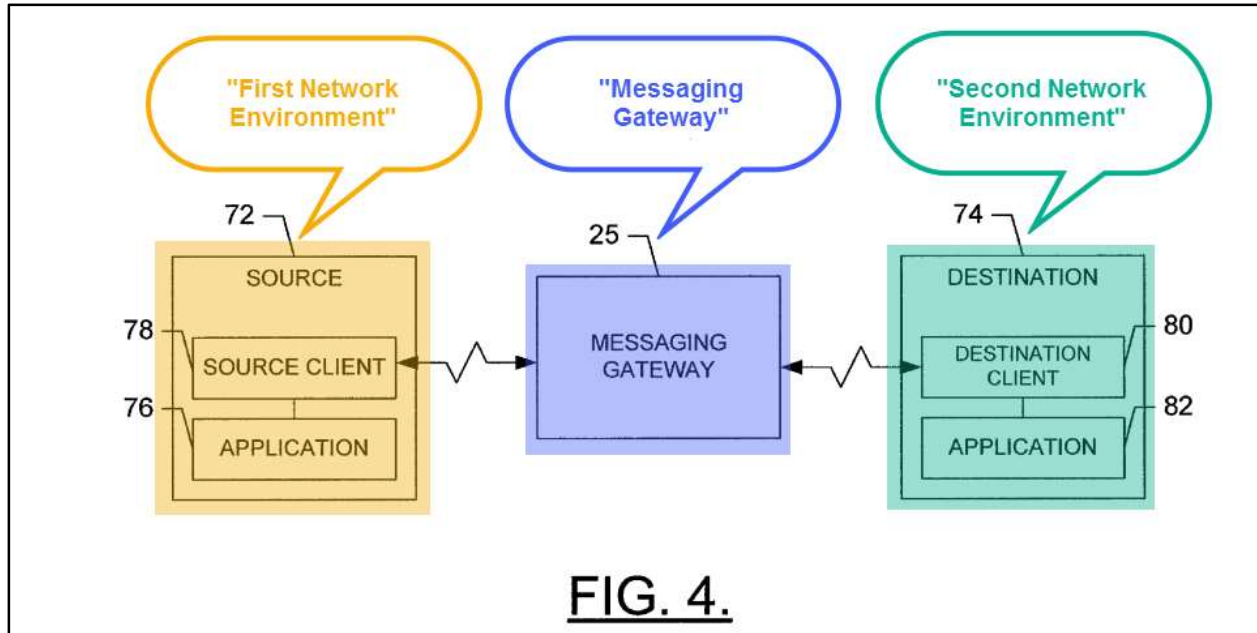 "First Network
Environment"
"Messaging
Gateway"
"Second Network
Environment"
72
25
74
SOURCE
DESTINATION
78
SOURCE CLIENT
MESSAGING
GATEWAY
DESTINATION
CLIENT
80
76
APPLICATION
APPLICATION
82
FIG. 4.